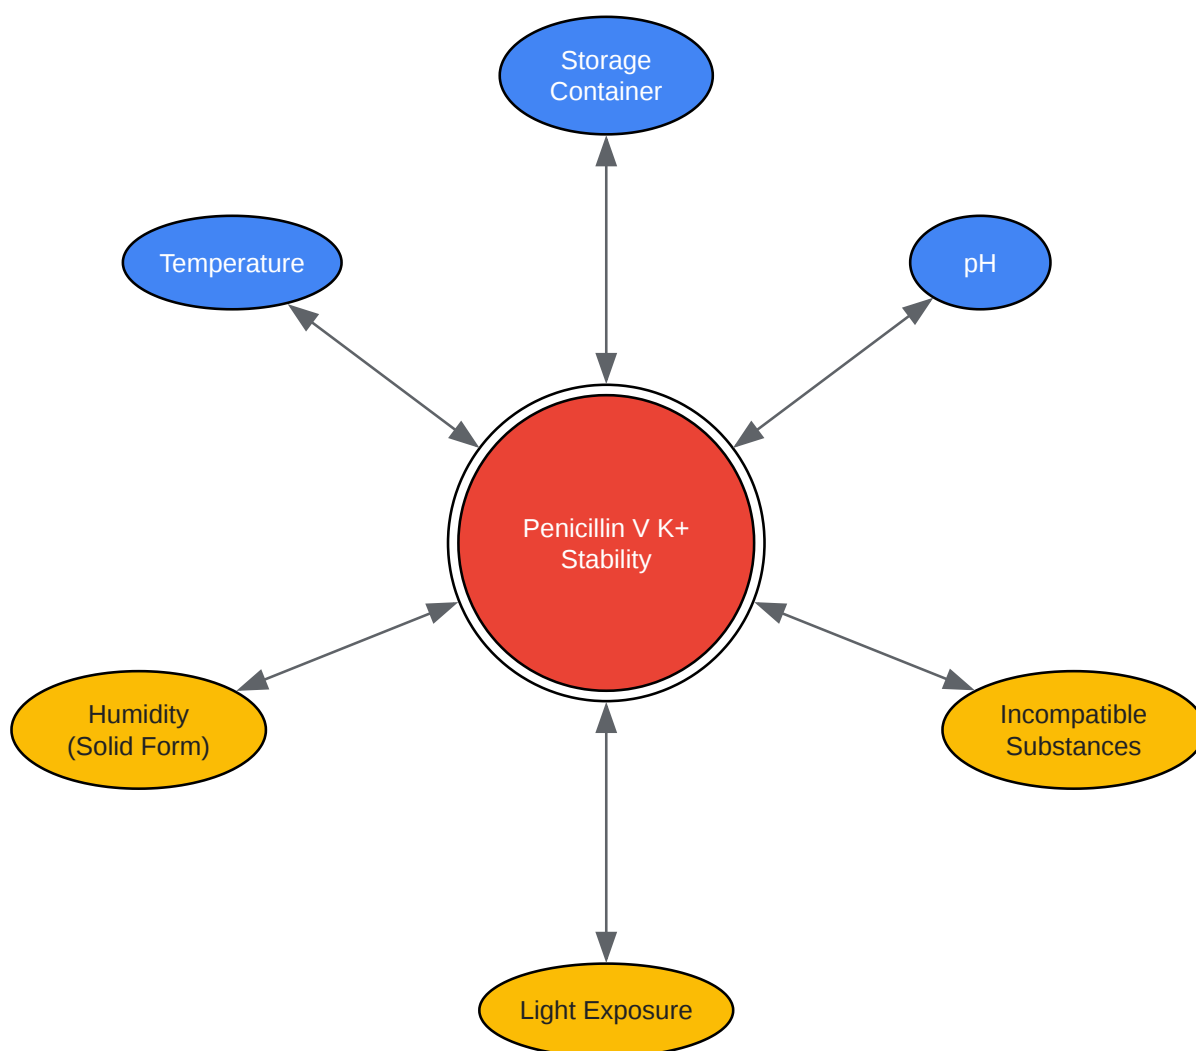 Storage
Container
Temperature
pH
Penicillin V K+
Stability
Humidity
(Solid Form)
Incompatible
Substances
Light Exposure